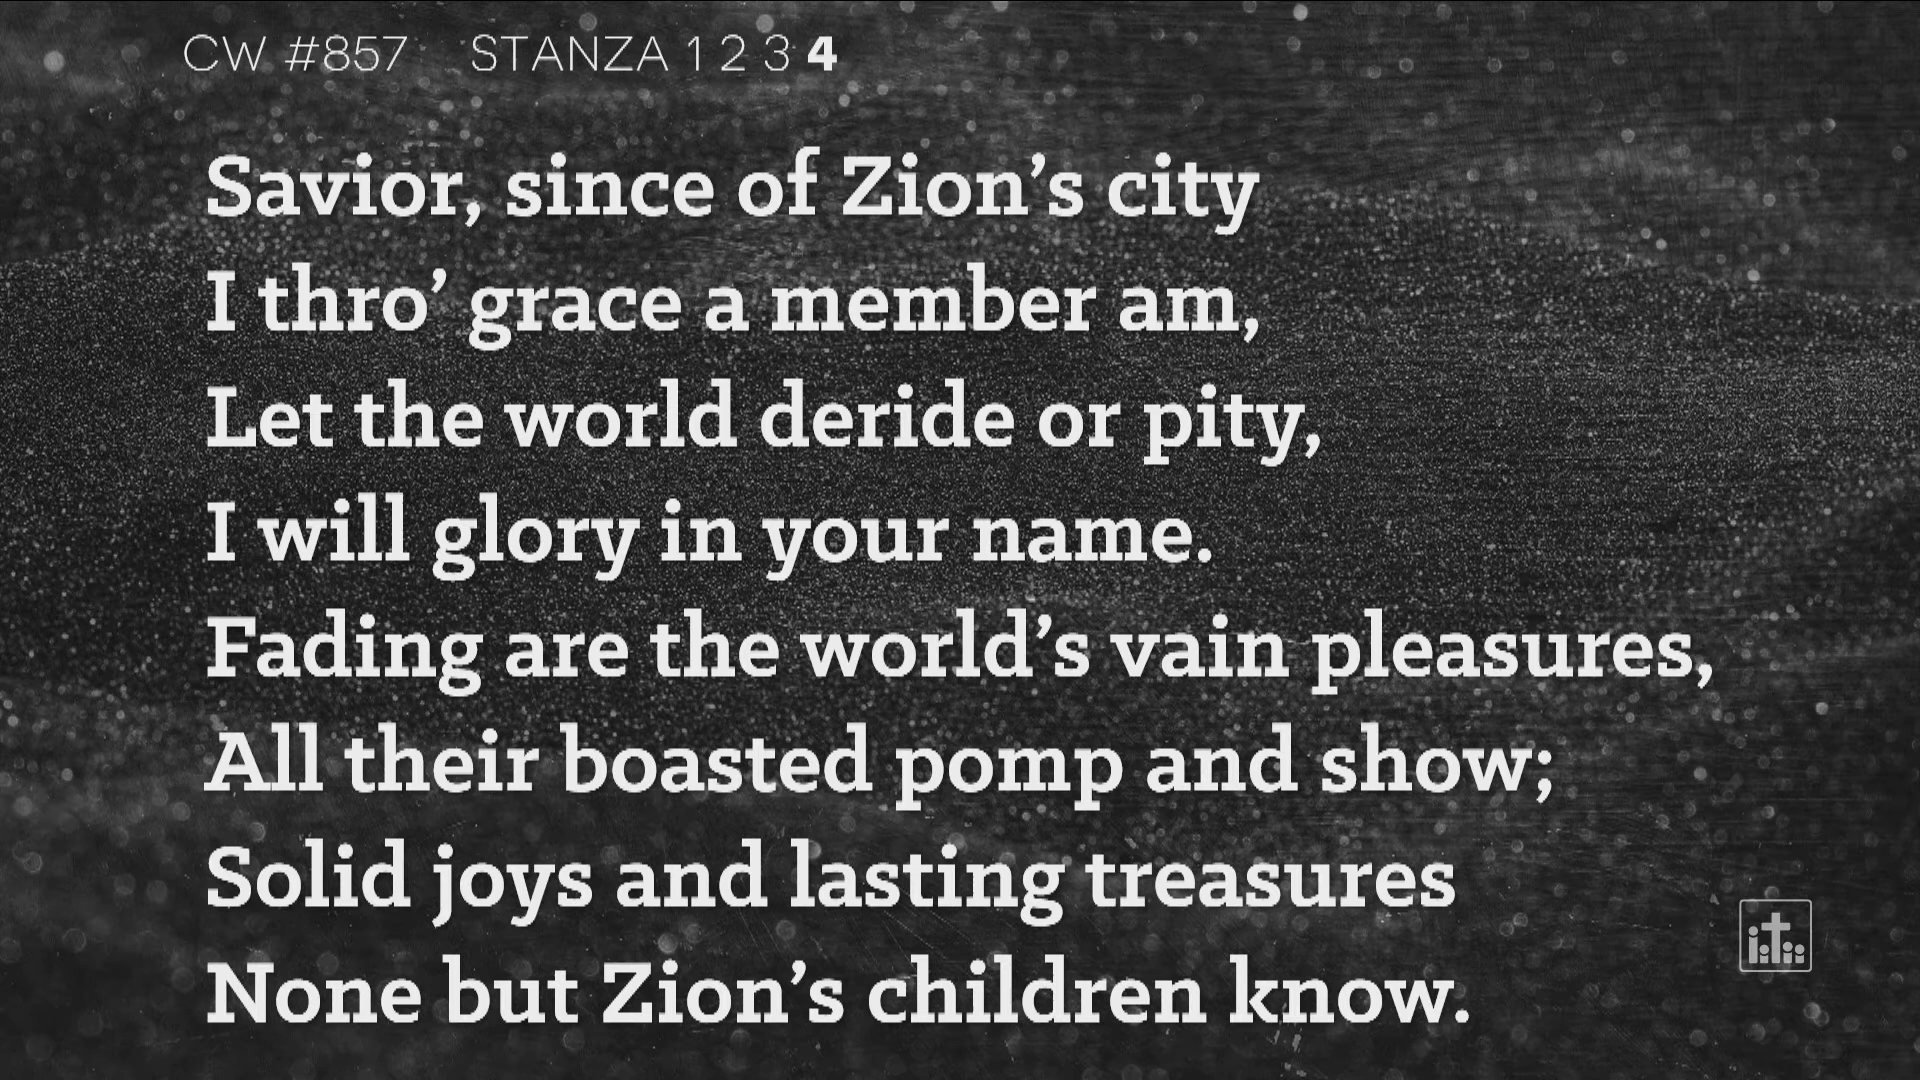 CW #857 STANZA 1 2 3 4
Savior, since of Zion’s city
I thro’ grace a member am,
Let the world deride or pity,
I will glory in your name.
Fading are the world’s vain pleasures,
All their boasted pomp and show;
Solid joys and lasting treasures
None but Zion’s children know.